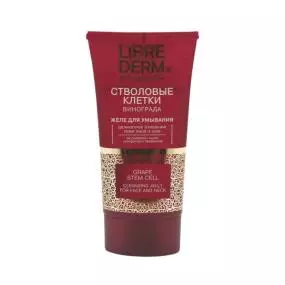 LIBRE
DERM®
СТВОЛОВЫЕ
КЛЕТКИ
ВИНОГРАДА
ЖЕЛЕ ДЛЯ УМЫВАНИЯ
GRAPE
STEM CELL
CLEANSING JELLY
FOR FACE AND NECK